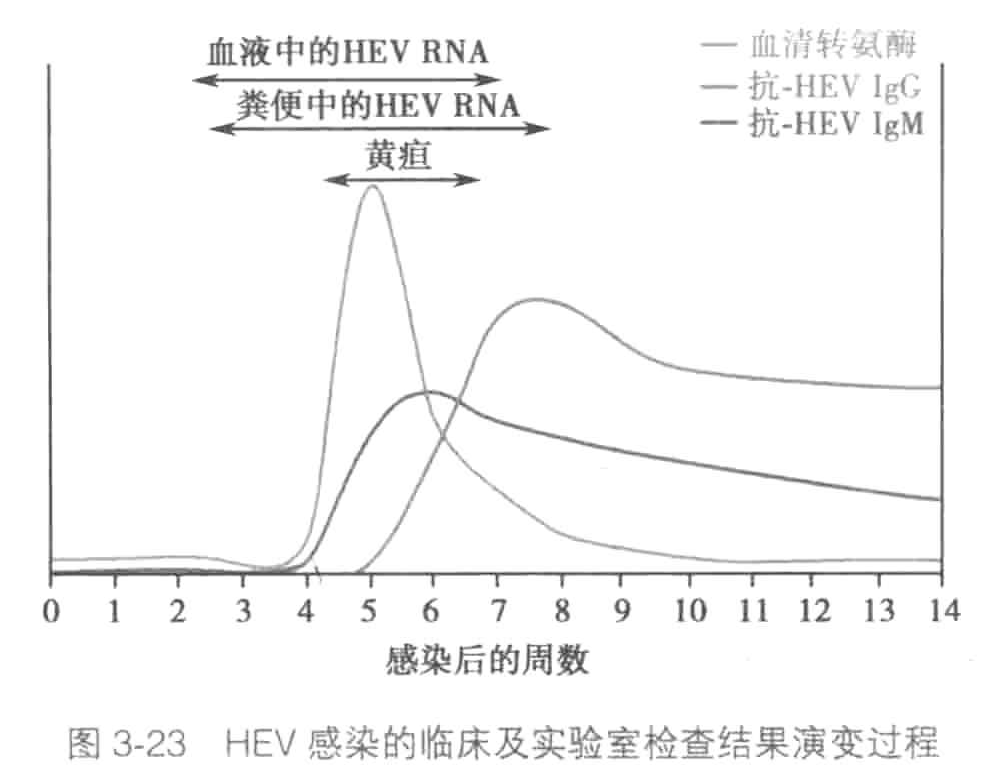 血液中的HEV RNA
粪便中的HEV RNA
黄疸
血清转氨酶
抗-HEV IgG
抗-HEV IgM
0 1 2 3 4 5 6 7 8 9 10 11 12 13 14
感染后的周数
图 3-23 HEV 感染的临床及实验室检查结果演变过程